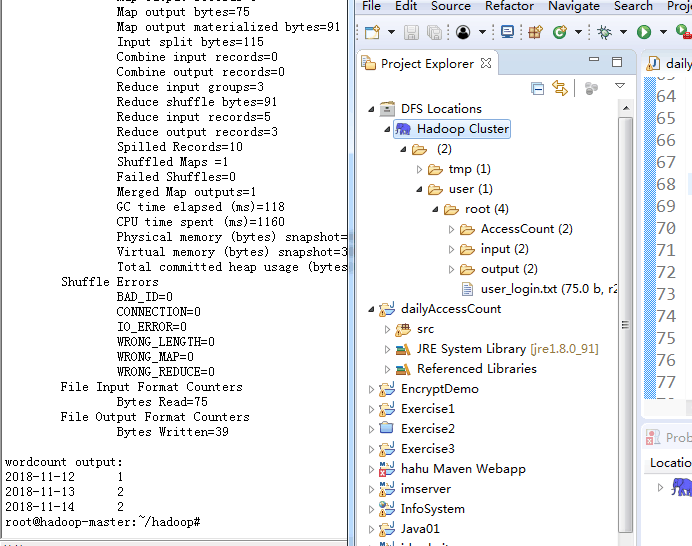 Map output bytes=75
Map output materialized bytes=91
Input split bytes=115
Combine input records=0
Combine output records=0
Reduce input groups=3
Reduce shuffle bytes=91
Reduce input records=5
Reduce output records=3
Spilled Records=10
Shuffled Maps =1
Failed Shuffles=0
Merged Map outputs=1
GC time elapsed (ms)=118
CPU time spent (ms)=1160
Physical memory (bytes) snapshot=
Virtual memory (bytes) snapshot=3
Total committed heap usage (bytes
Shuffle Errors
BAD_ID=0
CONNECTION=0
IO_ERROR=0
WRONG_LENGTH=0
WRONG_MAP=0
WRONG_REDUCE=0
File Input Format Counters
Bytes Read=75
File Output Format Counters
Bytes Written=39
wordcount output:
2018-11-12 1
2018-11-13 2
2018-11-14 2
root@hadoop-master:~/hadoop#
File Edit Source Refactor Navigate Search Proj
Project Explorer
DFS Locations
Hadoop Cluster
(2)
tmp (1)
user (1)
root (4)
AccessCount (2)
input (2)
output (2)
user_login.txt (75.0 b, r2
dailyAccessCount
src
JRE System Library [jre1.8.0_91]
Referenced Libraries
EncryptDemo
Exercise1
Exercise2
Exercise3
hahu Maven Webapp
imserver
InfoSystem
Java01
daily
64
65
66
67
68
69
70
71
72
73
74
75
76
77
Prob
Locatio